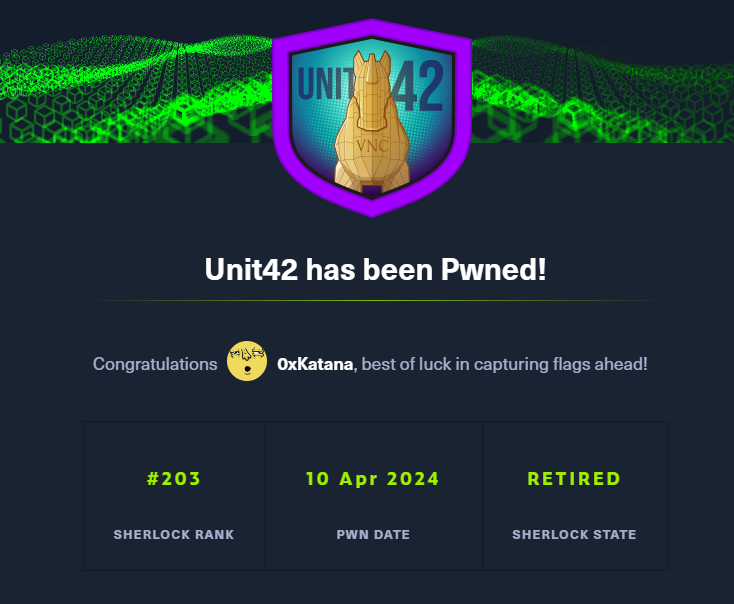 UNIT 42
VNC
Unit42 has been Pwned!
Congratulations 0xKatana, best of luck in capturing flags ahead!
#203 10 Apr 2024 RETIRED
SHERLOCK RANK PWN DATE SHERLOCK STATE